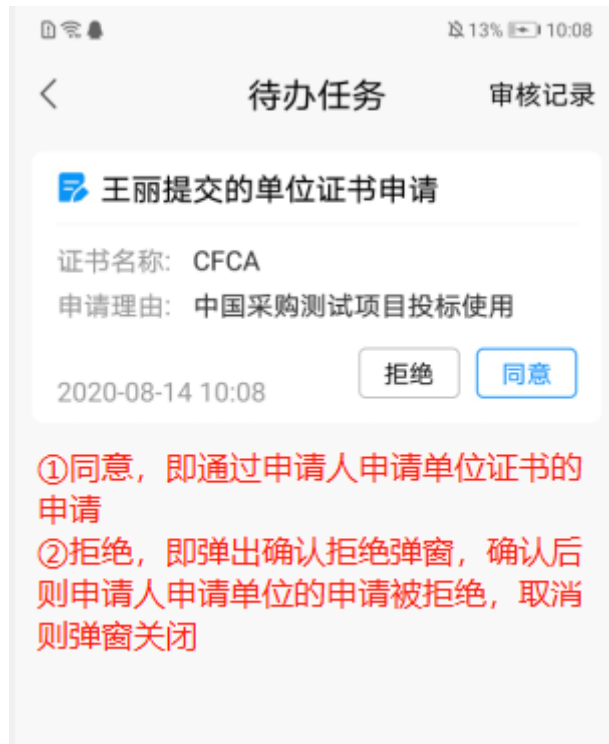 13% 10:08
待办任务 审核记录
王丽提交的单位证书申请
证书名称: CFCA
申请理由: 中国采购测试项目投标使用
2020-08-14 10:08 拒绝 同意
①同意，即通过申请人申请单位证书的
申请
②拒绝，即弹出确认拒绝弹窗，确认后
则申请人申请单位的申请被拒绝，取消
则弹窗关闭